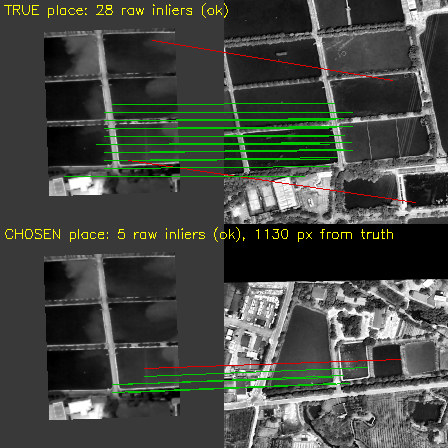 TRUE place: 28 raw inliers (ok)
CHOSEN place: 5 raw inliers (ok), 1130 px from truth